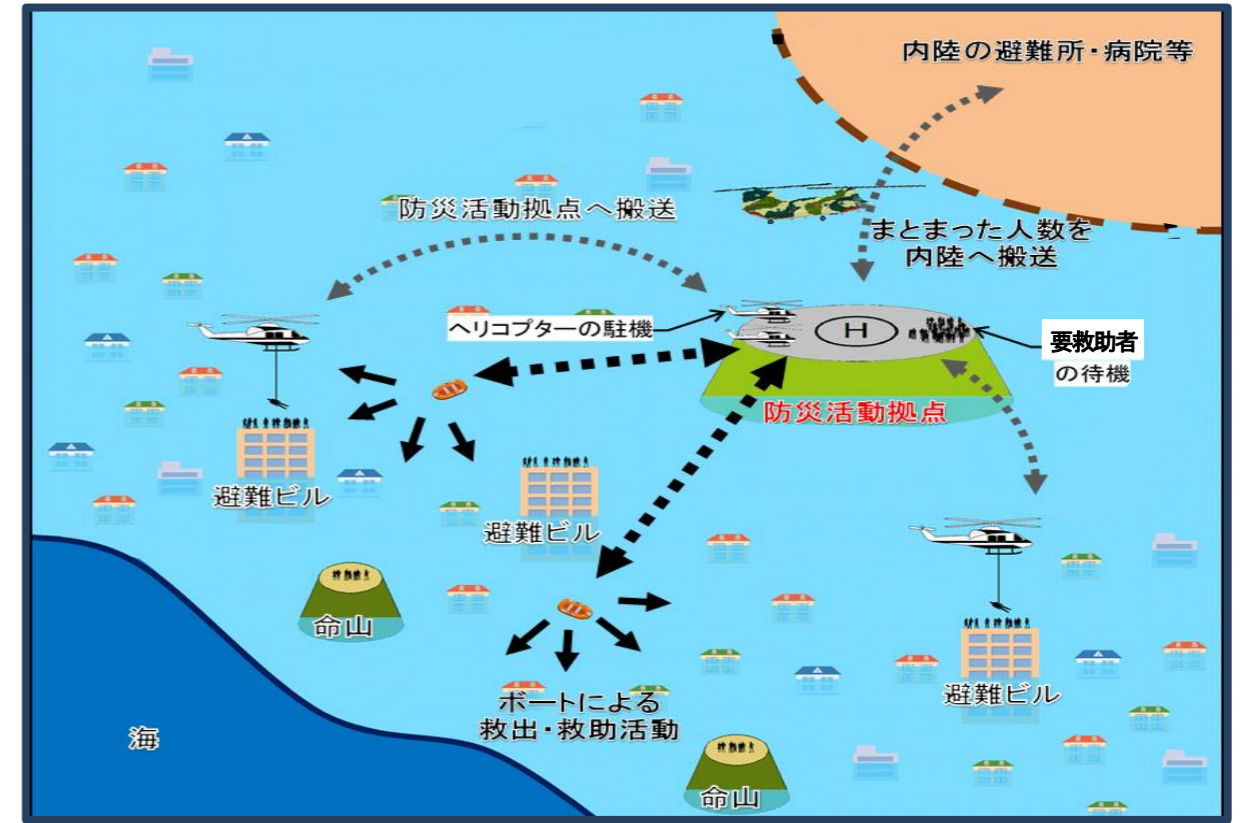 内陸の避難所・病院等
防災活動拠点へ搬送
まとまった人数を
内陸へ搬送
ヘリコプターの駐機
H
要救助者
の待機
防災活動拠点
避難ビル
避難ビル
命山
ボートによる
救出・救助活動
避難ビル
海
命山